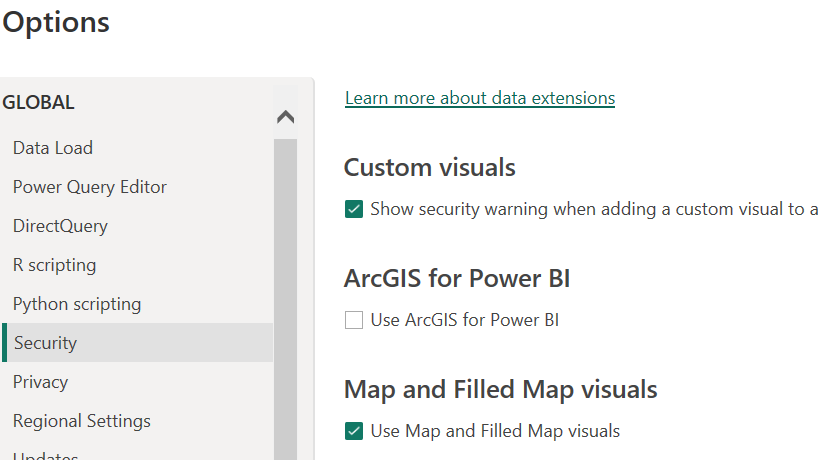 Options
GLOBAL
Data Load
Power Query Editor
DirectQuery
R scripting
Python scripting
Security
Privacy
Regional Settings
Updates
Learn more about data extensions
Custom visuals
Show security warning when adding a custom visual to a
ArcGIS for Power BI
Use ArcGIS for Power BI
Map and Filled Map visuals
Use Map and Filled Map visuals